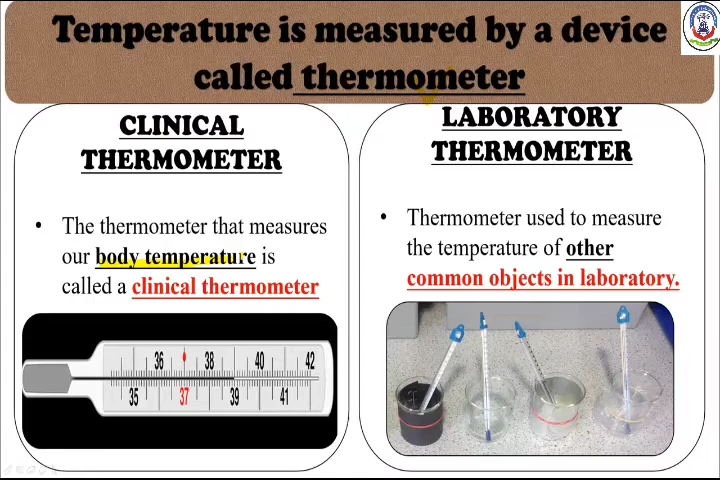 Temperature is measured by a device
called thermometer
CLINICAL
THERMOMETER
• The thermometer that measures
our body temperature is
called a clinical thermometer
36 38 40 42
35 37 39 41
LABORATORY
THERMOMETER
• Thermometer used to measure
the temperature of other
common objects in laboratory.